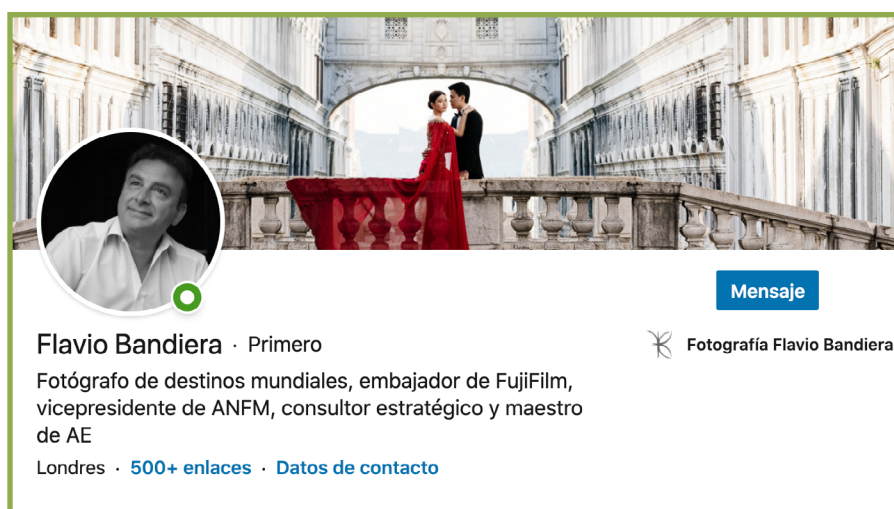 Mensaje
Flavio Bandiera · Primero
Fotografía Flavio Bandiera
Fotógrafo de destinos mundiales, embajador de FujiFilm,
vicepresidente de ANFM, consultor estratégico y maestro
de AE
Londres · 500+ enlaces · Datos de contacto